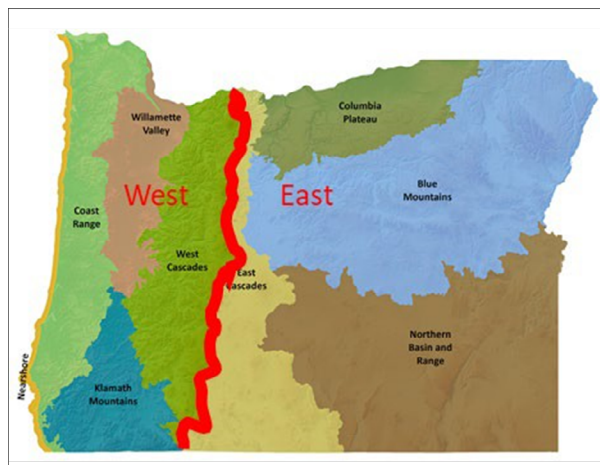 Columbia
Plateau
Willamette
Valley
West
East
Blue
Mountains
Coast
Range
West
Cascades
East
Cascades
Northern
Basin and
Range
Nearshore
Klamath
Mountains